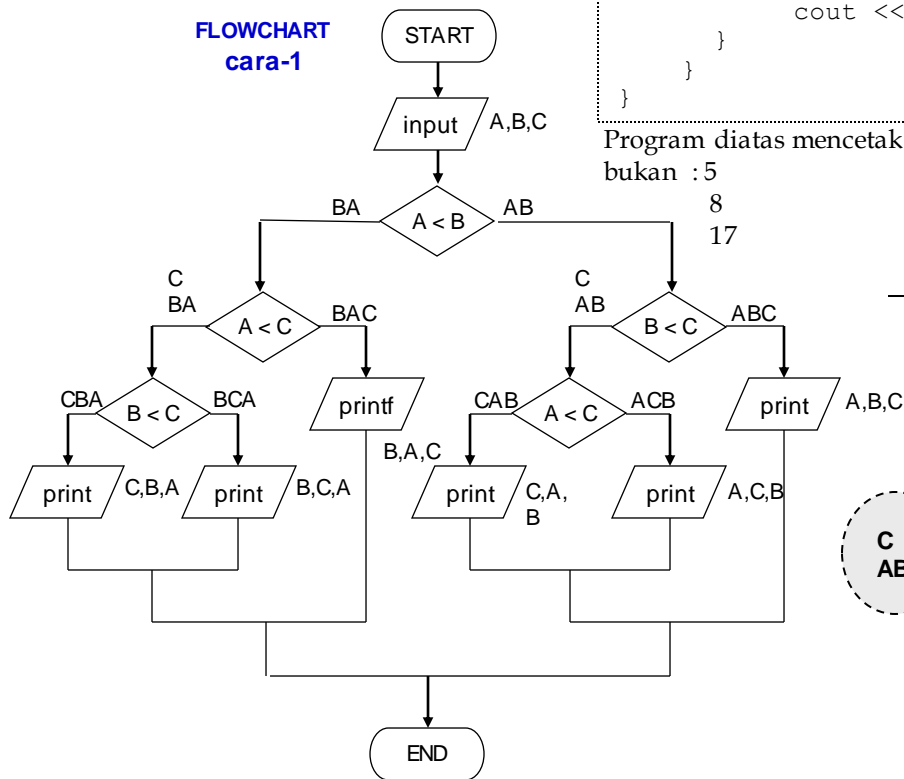 FLOWCHART
cara-1
START
cout <<
}
}
}
input
A,B,C
Program diatas mencetak
bukan : 5
8
17
BA
A < B
AB
C
BA
A < C
BAC
C
AB
B < C
ABC
CBA
B < C
BCA
printf
B,A,C
CAB
A < C
ACB
print
A,B,C
print
C,B,A
print
B,C,A
print
C,A,
B
print
A,C,B
C
AB
END